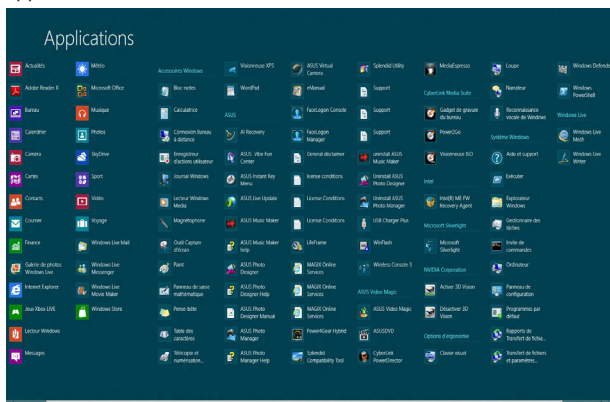 Applications
Actualités
Adobe Reader X
Bureau
Calendrier
Caméra
Cartes
Contacts
Courrier
Finance
Galerie de photos
Windows Live
Internet Explorer
Jeux Xbox LIVE
Lecteur Windows
Messages
Météo
Microsoft Office
Musique
Photos
SkyDrive
Sport
Vidéo
Voyage
Windows Live Mail
Windows Live
Messenger
Windows Live
Movie Maker
Windows Store
Accessoires Windows
Bloc-notes
Calculatrice
Connexion Bureau
à distance
Enregistreur
d'actions utilisateur
Journal Windows
Lecteur Windows
Media
Magnétophone
Outil Capture
d'écran
Paint
Panneau de saisie
mathématique
Pense-bête
Table des
caractères
Télécopie et
numérisation...
Visionneuse XPS
WordPad
ASUS
AI Recovery
ASUS Vibe Fun
Center
ASUS Instant Key
Menu
ASUS Live Update
ASUS Music Maker
ASUS Music Maker
help
ASUS Photo
Designer
ASUS Photo
Designer Help
ASUS Photo
Designer Manual
ASUS Photo
Manager
ASUS Photo
Manager Help
ASUS Virtual
Camera
eManual
FaceLogon Console
FaceLogon
Manager
General disclaimer
license conditions
License Conditions
License Conditions
LifeFrame
MAGIX Online
Services
MAGIX Online
Services
MAGIX Online
Services
Power4Gear Hybrid
Splendid
Compatibility Tool
Splendid Utility
Support
Support
Support
uninstall ASUS
Music Maker
Uninstall ASUS
Photo Designer
Uninstall ASUS
Photo Manager
USB Charger Plus
WinFlash
Wireless Console 3
ASUS Video Magic
ASUS Video Magic
ASUSDVD
CyberLink
PowerDirector
MediaEspresso
CyberLink Media Suite
Gadget de gravure
du bureau
Power2Go
Visionneuse ISO
Intel
Intel(R) ME FW
Recovery Agent
Microsoft Silverlight
Microsoft
Silverlight
NVIDIA Corporation
Activer 3D Vision
Désactiver 3D
Vision
Options d'ergonomie
Clavier visuel
Loupe
Narrateur
Reconnaissance
vocale de Windows
Système Windows
Aide et support
Exécuter
Explorateur
Windows
Gestionnaire des
tâches
Invite de
commandes
Ordinateur
Panneau de
configuration
Programmes par
défaut
Rapports de
Transfert de fichie...
Transfert de fichiers
et paramètres...
Windows Defende
Windows
PowerShell
Windows Live
Windows Live
Mesh
Windows Live
Writer